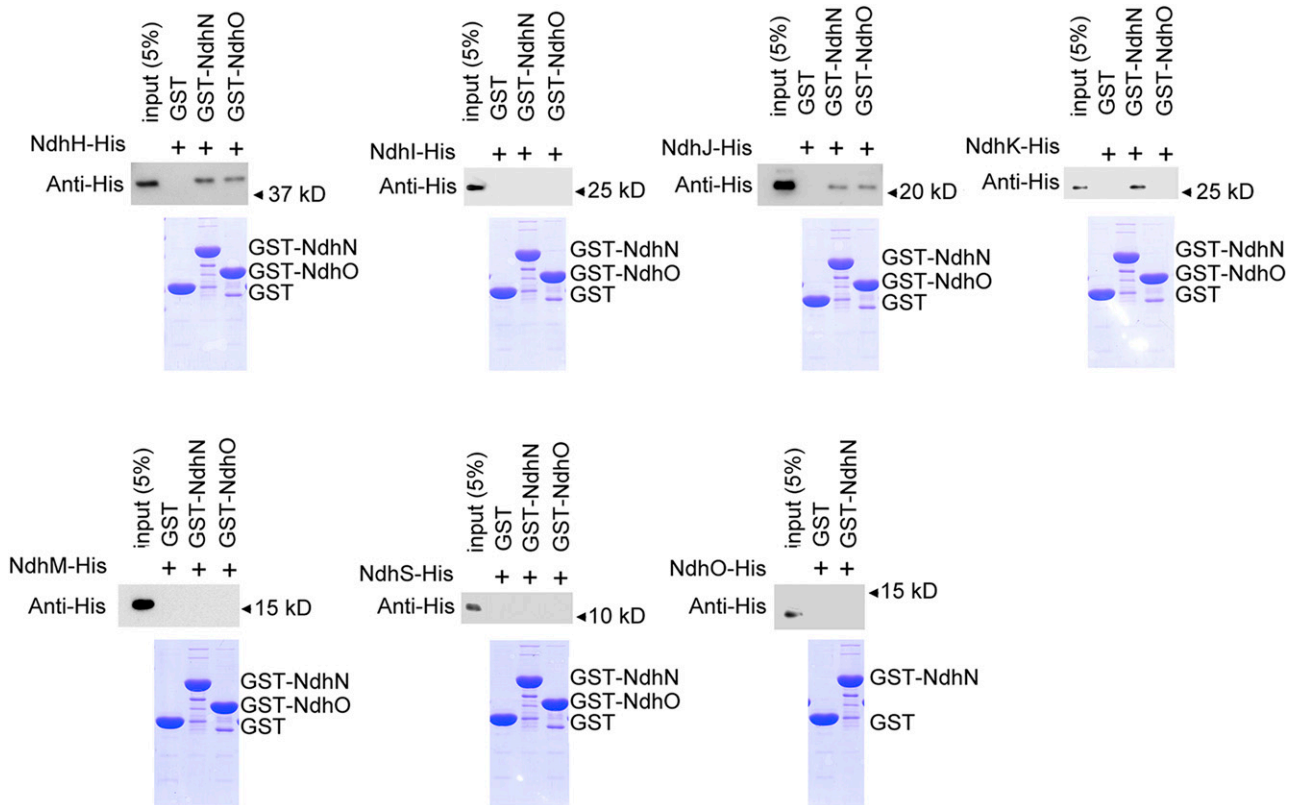 input (5%)
GST
GST-NdhN
GST-NdhO
NdhH-His + + +
Anti-His
◄37 kD
GST-NdhN
GST-NdhO
GST
input (5%)
GST
GST-NdhN
GST-NdhO
NdhI-His + + +
Anti-His
◄25 kD
GST-NdhN
GST-NdhO
GST
input (5%)
GST
GST-NdhN
GST-NdhO
NdhJ-His + + +
Anti-His
◄20 kD
GST-NdhN
GST-NdhO
GST
input (5%)
GST
GST-NdhN
GST-NdhO
NdhK-His + + +
Anti-His
◄25 kD
GST-NdhN
GST-NdhO
GST
input (5%)
GST
GST-NdhN
GST-NdhO
NdhM-His + + +
Anti-His
◄15 kD
GST-NdhN
GST-NdhO
GST
input (5%)
GST
GST-NdhN
GST-NdhO
NdhS-His + + +
Anti-His
◄10 kD
GST-NdhN
GST-NdhO
GST
input (5%)
GST
GST-NdhN
NdhO-His + +
◄15 kD
Anti-His
GST-NdhN
GST